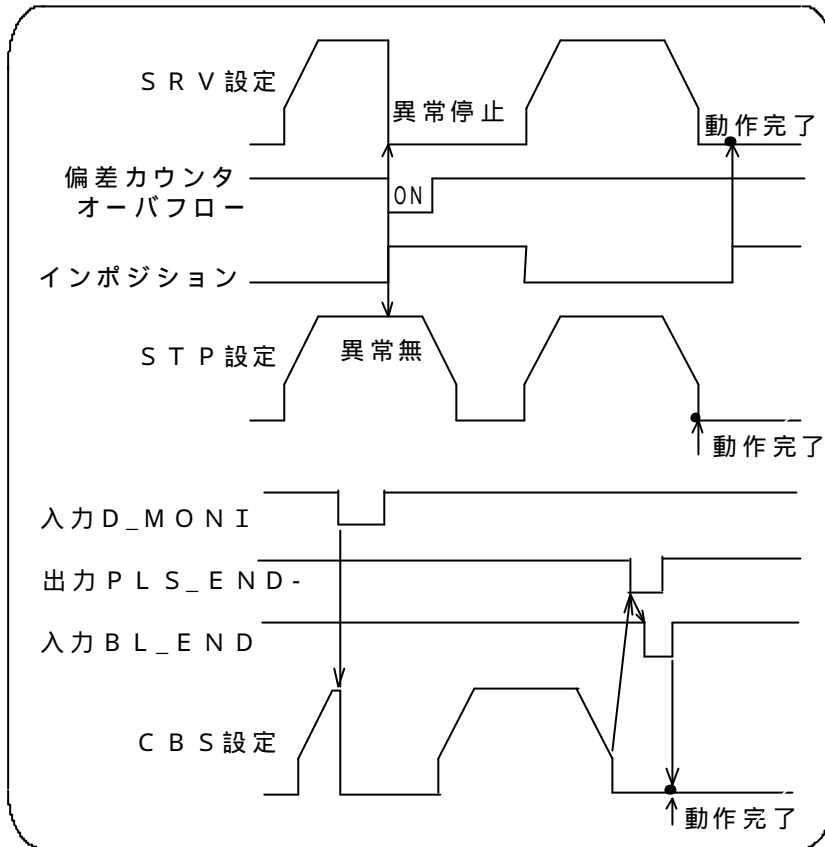 ＳＲＶ設定
異常停止
動作完了
偏差カウンタ
オーバフロー
ON
インポジション
ＳＴＰ設定
異常無
動作完了
入力Ｄ_ＭＯＮＩ
出力ＰＬＳ_ＥＮＤ-
入力ＢＬ_ＥＮＤ
ＣＢＳ設定
動作完了